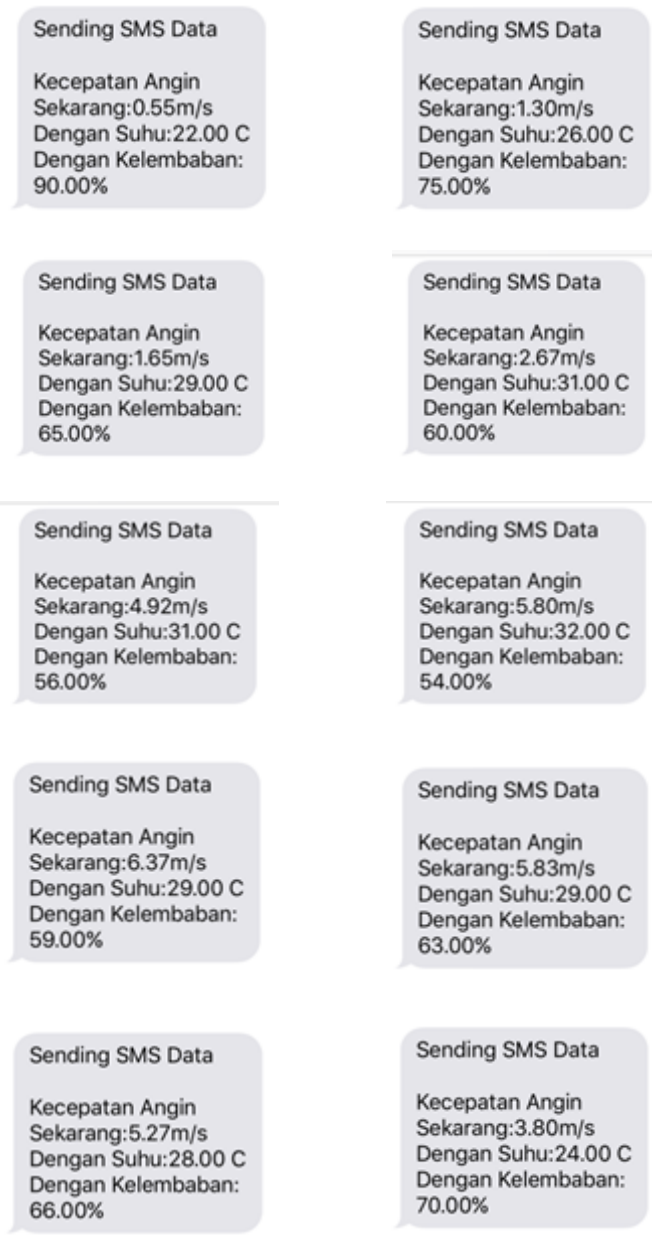 Sending SMS Data
Kecepatan Angin
Sekarang:0.55m/s
Dengan Suhu:22.00 C
Dengan Kelembaban:
90.00%
Sending SMS Data
Kecepatan Angin
Sekarang:1.30m/s
Dengan Suhu:26.00 C
Dengan Kelembaban:
75.00%
Sending SMS Data
Kecepatan Angin
Sekarang:1.65m/s
Dengan Suhu:29.00 C
Dengan Kelembaban:
65.00%
Sending SMS Data
Kecepatan Angin
Sekarang:2.67m/s
Dengan Suhu:31.00 C
Dengan Kelembaban:
60.00%
Sending SMS Data
Kecepatan Angin
Sekarang:4.92m/s
Dengan Suhu:31.00 C
Dengan Kelembaban:
56.00%
Sending SMS Data
Kecepatan Angin
Sekarang:5.80m/s
Dengan Suhu:32.00 C
Dengan Kelembaban:
54.00%
Sending SMS Data
Kecepatan Angin
Sekarang:6.37m/s
Dengan Suhu:29.00 C
Dengan Kelembaban:
59.00%
Sending SMS Data
Kecepatan Angin
Sekarang:5.83m/s
Dengan Suhu:29.00 C
Dengan Kelembaban:
63.00%
Sending SMS Data
Kecepatan Angin
Sekarang:5.27m/s
Dengan Suhu:28.00 C
Dengan Kelembaban:
66.00%
Sending SMS Data
Kecepatan Angin
Sekarang:3.80m/s
Dengan Suhu:24.00 C
Dengan Kelembaban:
70.00%